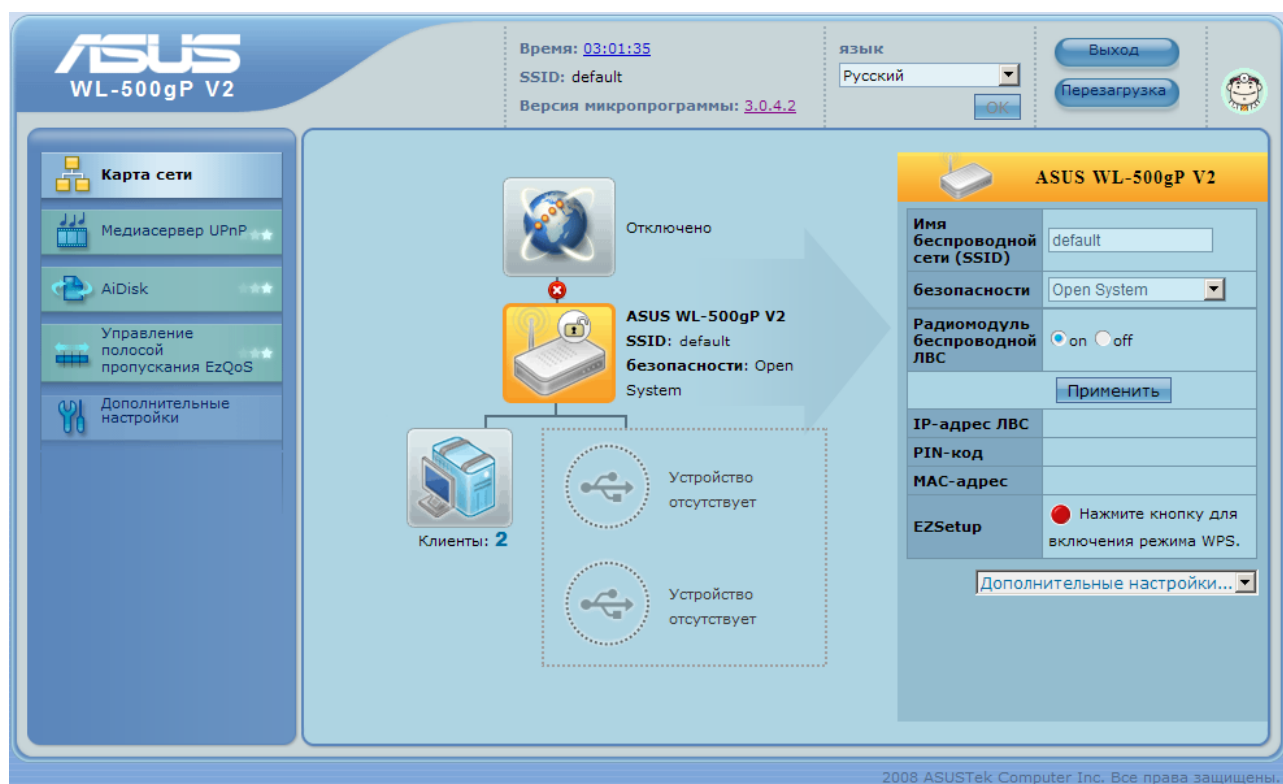 ASUS
WL-500gP V2
Время: 03:01:35
SSID: default
Версия микропрограммы: 3.0.4.2
язык
Русский
OK
Выход
Перезагрузка
Карта сети
Медиасервер UPnP
AiDisk
Управление
полосой
пропускания EzQoS
Дополнительные
настройки
Отключено
ASUS WL-500gP V2
SSID: default
безопасности: Open
System
Клиенты: 2
Устройство
отсутствует
Устройство
отсутствует
ASUS WL-500gP V2
Имя
беспроводной
сети (SSID)
default
безопасности
Open System
Радиомодуль
беспроводной
ЛВС
on off
Применить
IP-адрес ЛВС
PIN-код
MAC-адрес
EZSetup
Нажмите кнопку для
включения режима WPS.
Дополнительные настройки...
2008 ASUSTek Computer Inc. Все права защищены.